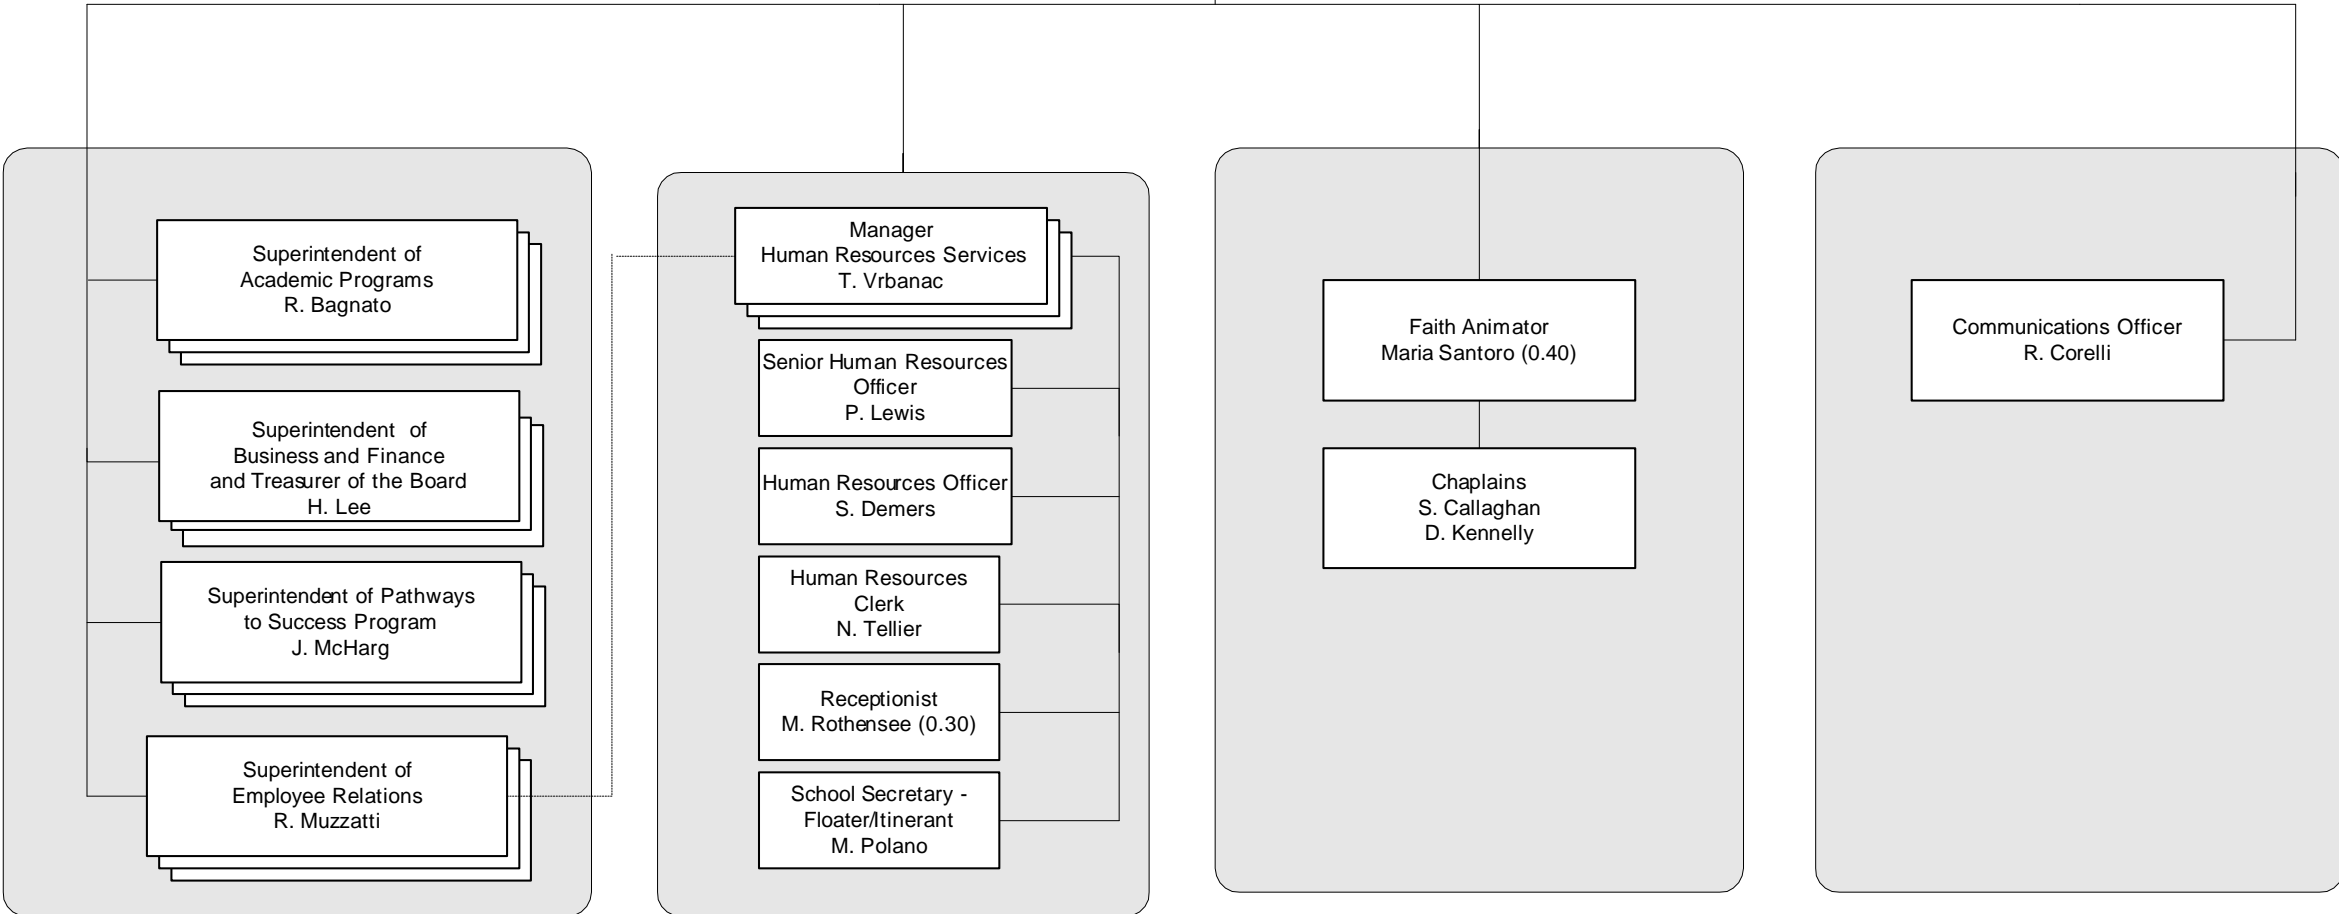 Superintendent of
Academic Programs
R. Bagnato
Superintendent of
Business and Finance
and Treasurer of the Board
H. Lee
Superintendent of Pathways
to Success Program
J. McHarg
Superintendent of
Employee Relations
R. Muzzatti
Manager
Human Resources Services
T. Vrbanac
Senior Human Resources
Officer
P. Lewis
Human Resources Officer
S. Demers
Human Resources
Clerk
N. Tellier
Receptionist
M. Rothensee (0.30)
School Secretary -
Floater/Itinerant
M. Polano
Faith Animator
Maria Santoro (0.40)
Chaplains
S. Callaghan
D. Kennelly
Communications Officer
R. Corelli